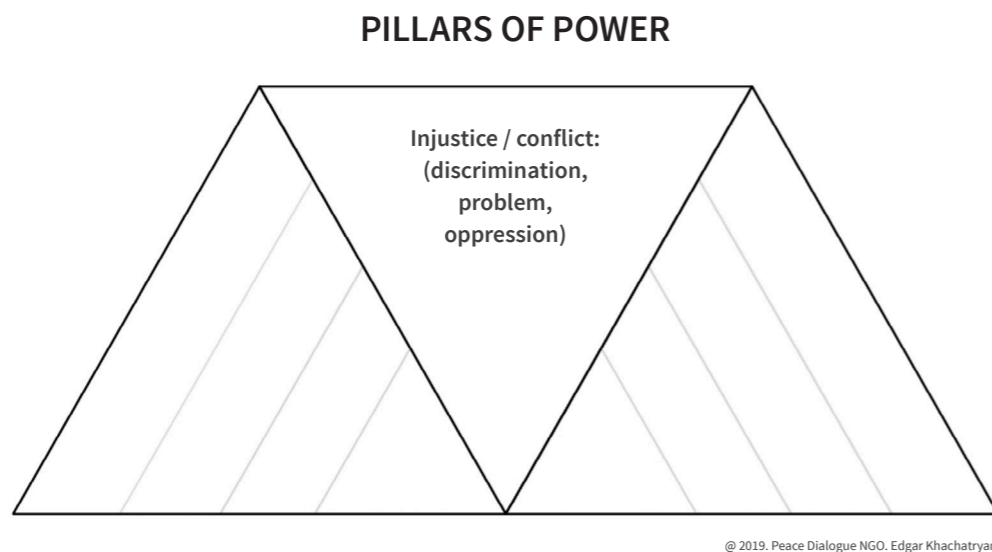 PILLARS OF POWER
Injustice / conflict:
(discrimination,
problem,
oppression)
@ 2019. Peace Dialogue NGO. Edgar Khachatryan